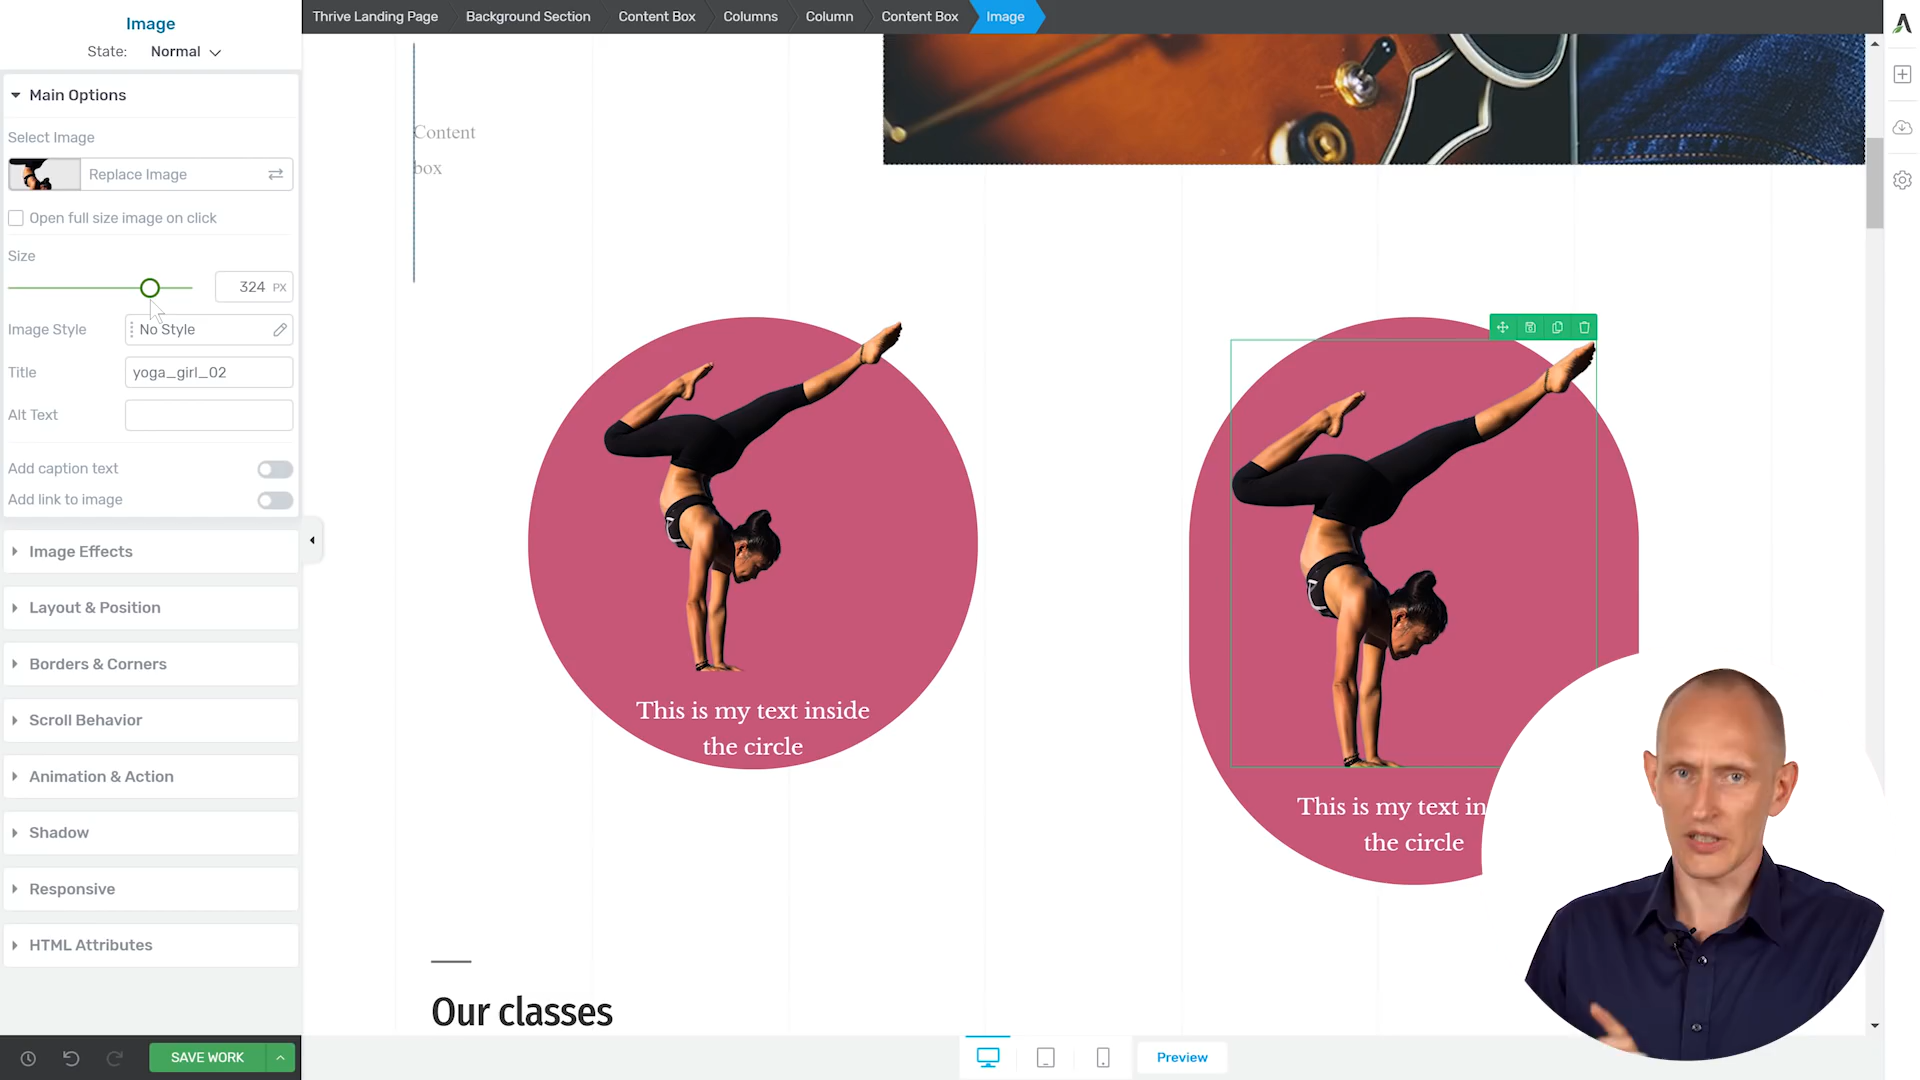 Image
State: Normal
Main Options
Select Image
Replace Image
Open full size image on click
Size
324 PX
Image Style No Style
Title yoga_girl_02
Alt Text
Add caption text
Add link to image
Image Effects
Layout & Position
Borders & Corners
Scroll Behavior
Animation & Action
Shadow
Responsive
HTML Attributes
SAVE WORK
Thrive Landing Page Background Section Content Box Columns Column Content Box Image
Content
box
This is my text inside
the circle
This is my text in
the circle
Our classes
Preview